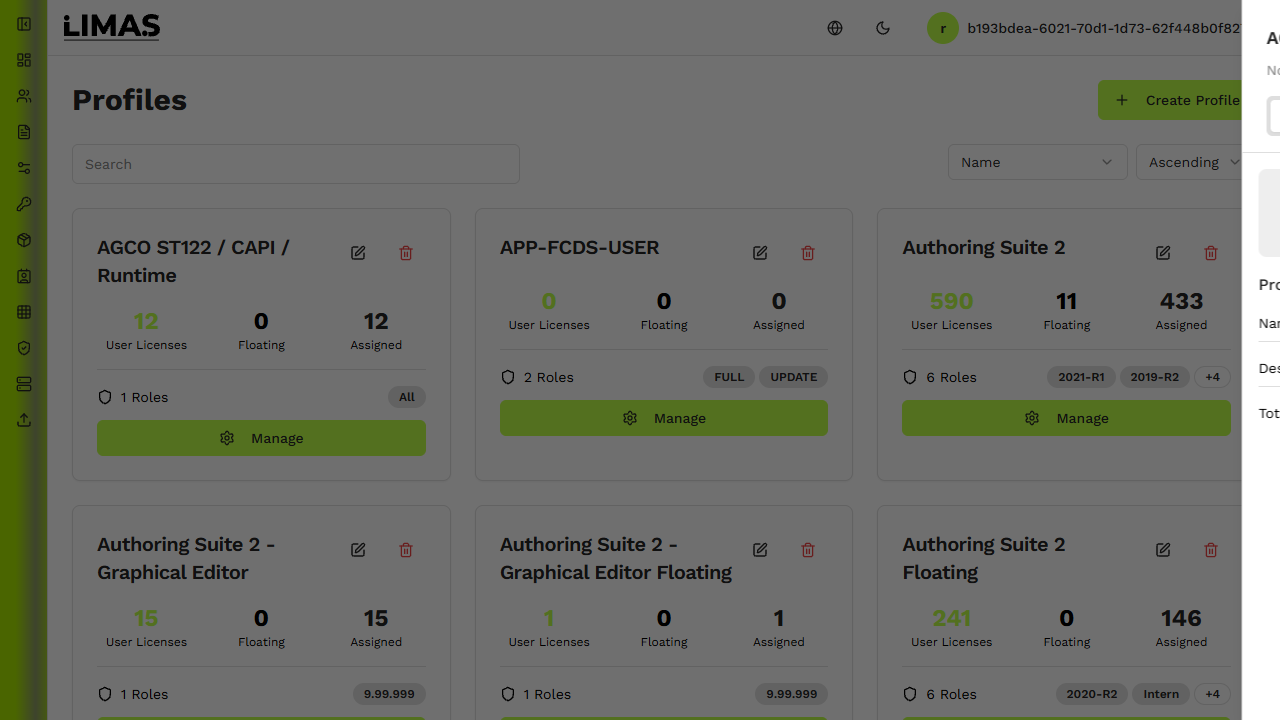 LIMAS
r
b193bdea-6021-70d1-1d73-62f448b0f82
Profiles
Create Profile
Search
Name
Ascending
AGCO ST122 / CAPI /
Runtime
12
0
12
User Licenses
Floating
Assigned
1 Roles
All
Manage
APP-FCDS-USER
0
0
0
User Licenses
Floating
Assigned
2 Roles
FULL
UPDATE
Manage
Authoring Suite 2
590
11
433
User Licenses
Floating
Assigned
6 Roles
2021-R1
2019-R2
+4
Manage
Authoring Suite 2 -
Graphical Editor
15
0
15
User Licenses
Floating
Assigned
1 Roles
9.99.999
Authoring Suite 2 -
Graphical Editor Floating
1
0
1
User Licenses
Floating
Assigned
1 Roles
9.99.999
Authoring Suite 2
Floating
241
0
146
User Licenses
Floating
Assigned
6 Roles
2020-R2
Intern
+4